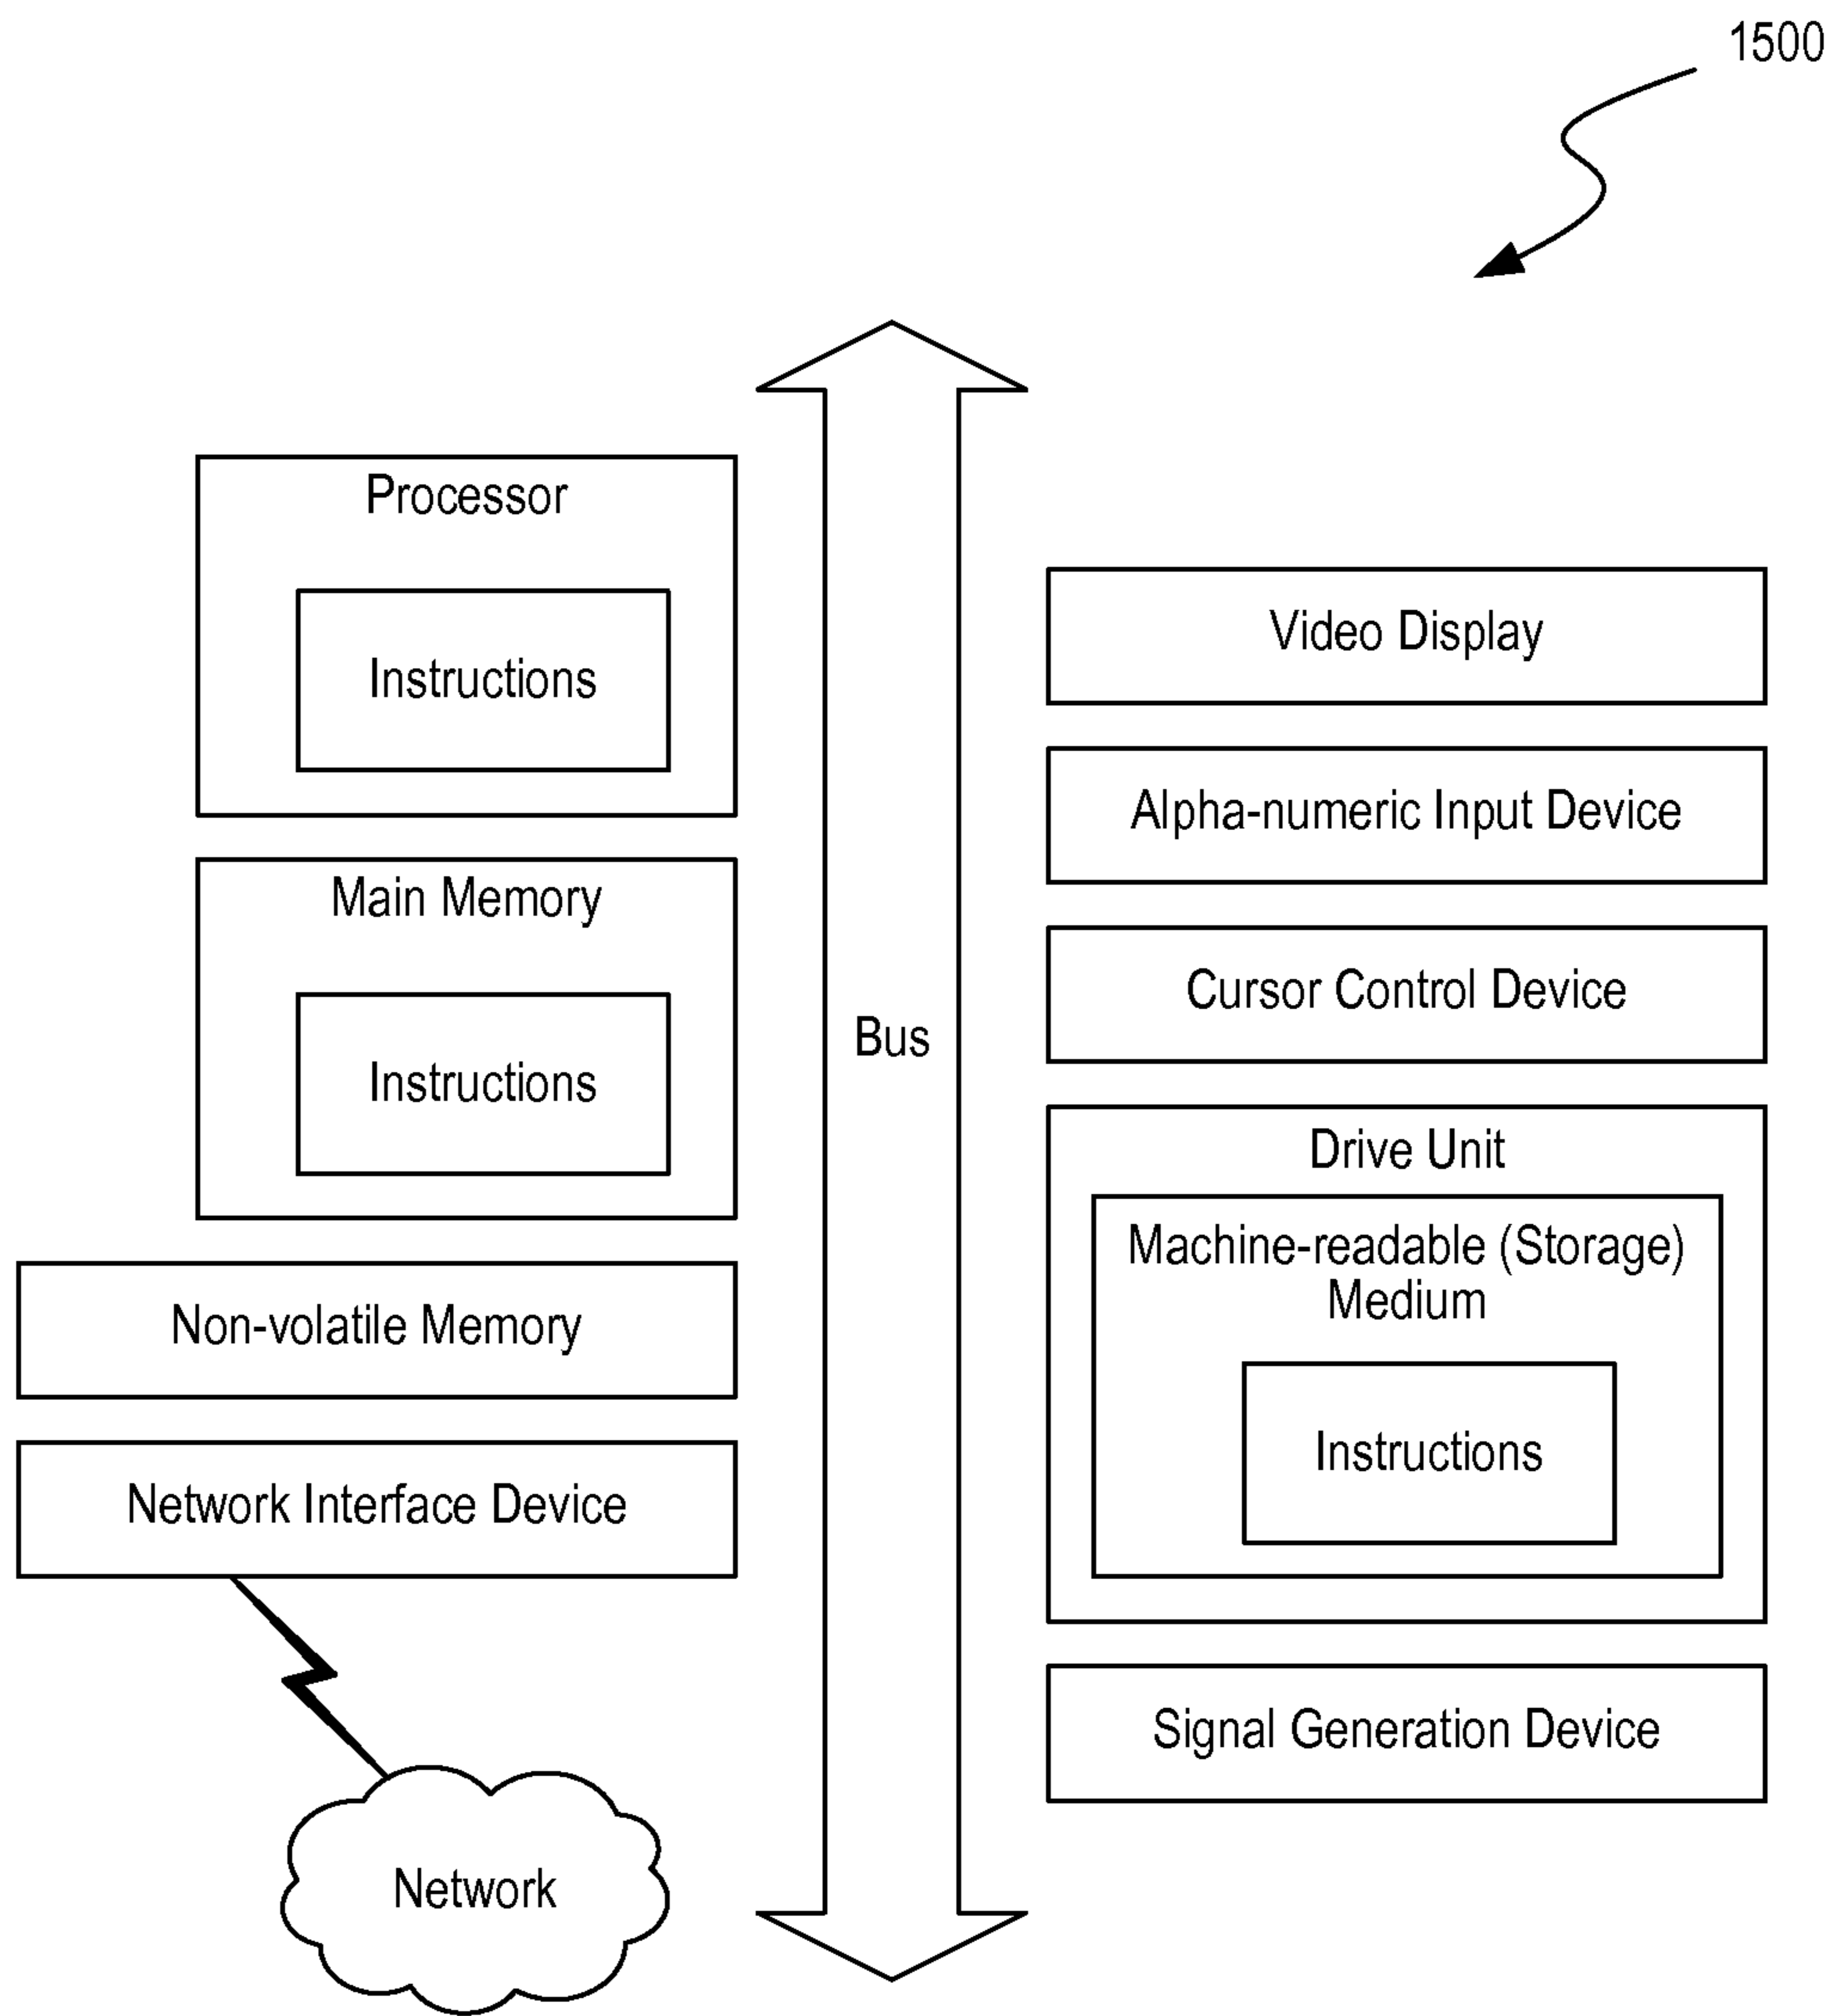 1500
Processor
Instructions
Main Memory
Instructions
Non-volatile Memory
Network Interface Device
Network
Bus
Video Display
Alpha-numeric Input Device
Cursor Control Device
Drive Unit
Machine-readable (Storage)
Medium
Instructions
Signal Generation Device